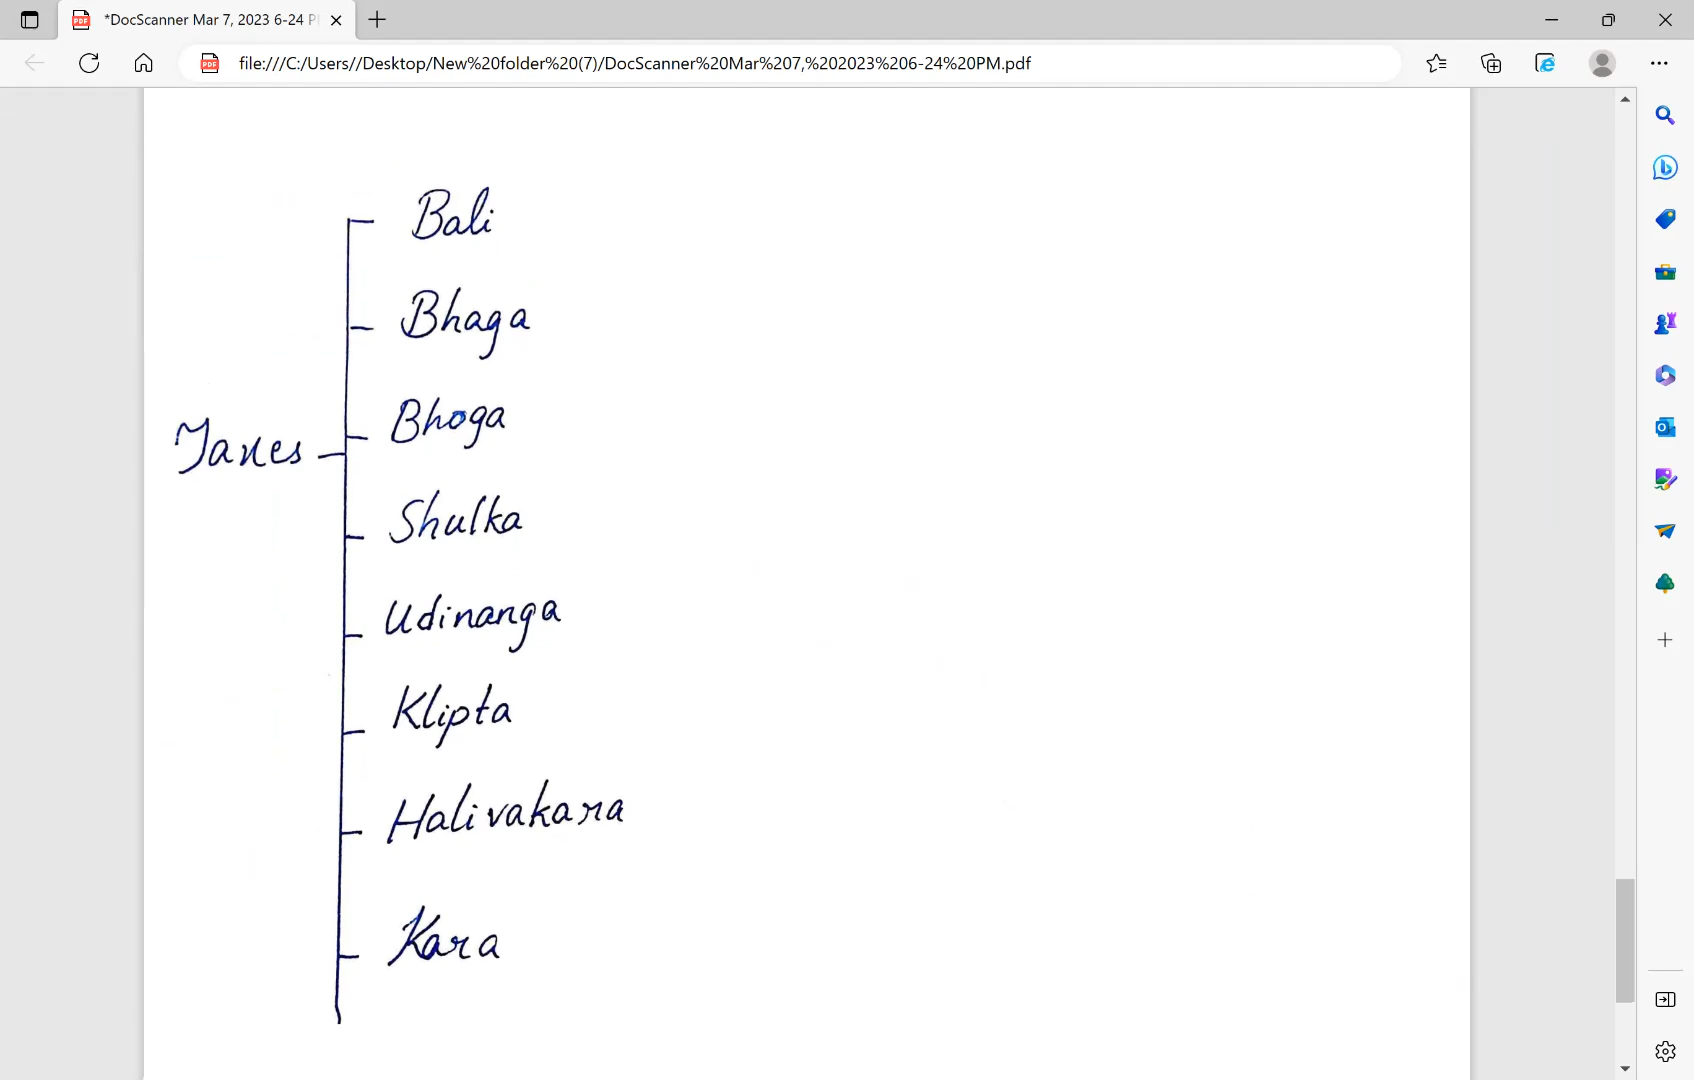 *DocScanner Mar 7, 2023 6-24 P
file:///C:/Users//Desktop/New%20folder%20(7)/DocScanner%20Mar%207,%202023%206-24%20PM.pdf
Bali
Bhaga
Bhoga
Taxes
Shulka
Udinanga
Klipta
Halivakara
Kara